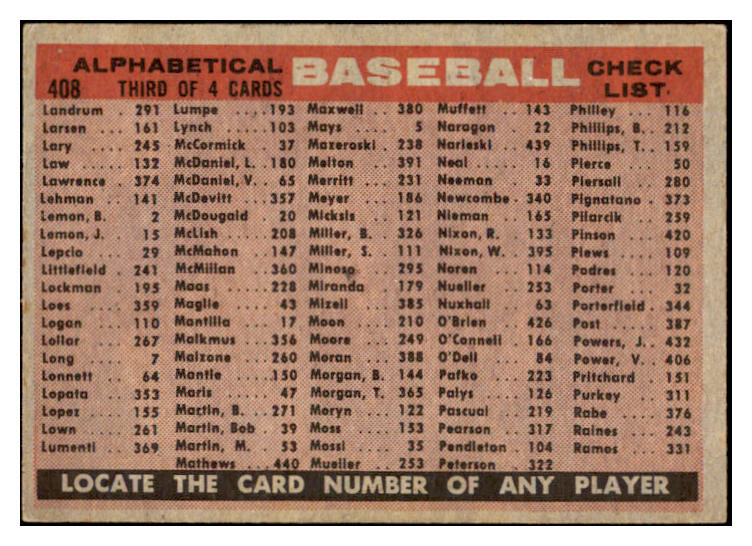 ALPHABETICAL BASEBALL CHECK
408 THIRD OF 4 CARDS LIST
Landrum . 291
Larsen ... 161
Lary .... 245
Law .... 132
Lawrence . 374
Lehman .. 141
Lemon, B. 2
Lemon, J. . 15
Lepcio ... 29
Littlefield . 241
Lockman . 195
Loes .... 359
Logan ... 110
Lollar ... 267
Long .... 7
Lonnett .. 64
Lopata ... 353
Lopez ... 155
Lown .... 261
Lumenti .. 369
Lumpe .... 193
Lynch .... 103
McCormick . 37
McDaniel, L. . 180
McDaniel, V. . 65
McDevitt ... 357
McDougald . 20
McLish .... 208
McMahon .. 147
McMillan ... 360
Maas ..... 228
Maglie .... 43
Mantilla ... 17
Malkmus ... 356
Malzone ... 260
Mantle .... 150
Maris .... 47
Martin, B. .. 271
Martin, Bob . 39
Martin, M. . 53
Mathews ... 440
Maxwell .. 380
Mays .... 5
Mazeroski . 238
Melton ... 391
Merritt ... 231
Meyer ... 186
Micksis .. 121
Miller, B. . 326
Miller, S. . 111
Minoso ... 295
Miranda .. 179
Mizell ... 385
Moon .... 210
Moore ... 249
Moran ... 388
Morgan, B. 144
Morgan, T. 365
Moryn ... 122
Moss .... 153
Mossi .... 35
Mueller .. 253
Muffett .. 143
Naragon .. 22
Narleski .. 439
Neal .... 16
Neeman .. 33
Newcombe . 340
Nieman .. 165
Nixon, R. . 133
Nixon, W. . 395
Noren ... 114
Nueller .. 253
Nuxhall .. 63
O'Brien .. 426
O'Connell . 166
O'Dell ... 84
Pafko ... 223
Palys ... 126
Pascual .. 219
Pearson .. 317
Pendleton . 104
Peterson .. 322
Philley ... 116
Phillips, B. . 212
Phillips, T. . 159
Pierce ... 50
Piersall .. 280
Pignatano . 373
Pilarcik .. 259
Pinson ... 420
Plews .... 109
Podres ... 120
Porter ... 32
Porterfield . 344
Post .... 387
Powers, J. . 432
Power, V. . 406
Pritchard . 151
Purkey ... 311
Rabe .... 376
Raines ... 243
Ramos ... 331
LOCATE THE CARD NUMBER OF ANY PLAYER